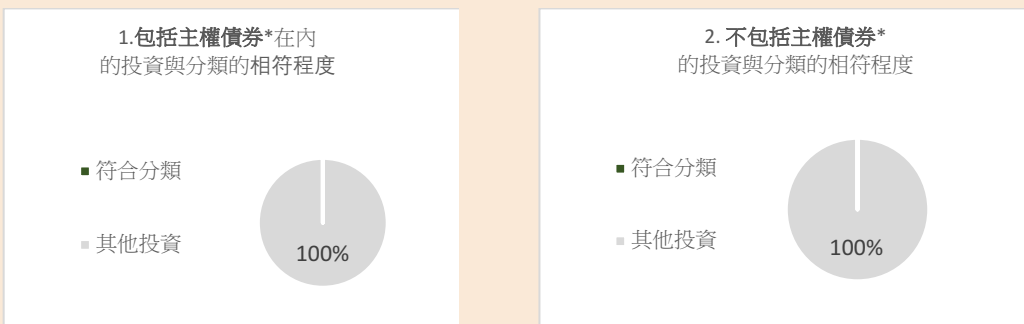 1.包括主權債券*在內
的投資與分類的相符程度
符合分類
其他投資
100%
2. 不包括主權債券*
的投資與分類的相符程度
符合分類
其他投資
100%